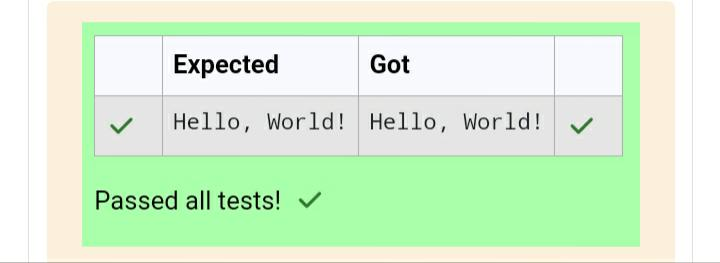 Expected Got
Hello, World! Hello, World!
Passed all tests!